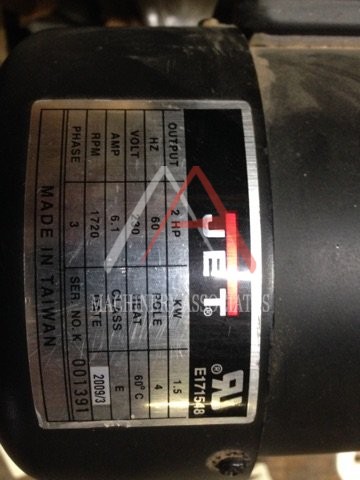 JET®
® E171548
OUTPUT 2 HP KW 1.5
HZ 60 POLE 4
VOLT 230 HEAT 60°C
AMP 6.1 CLASS E
RPM 1720 DATE 2009/3
PHASE 3 SER. NO. K 001391
MADE IN TAIWAN
MACHINERY ASSOCIATES